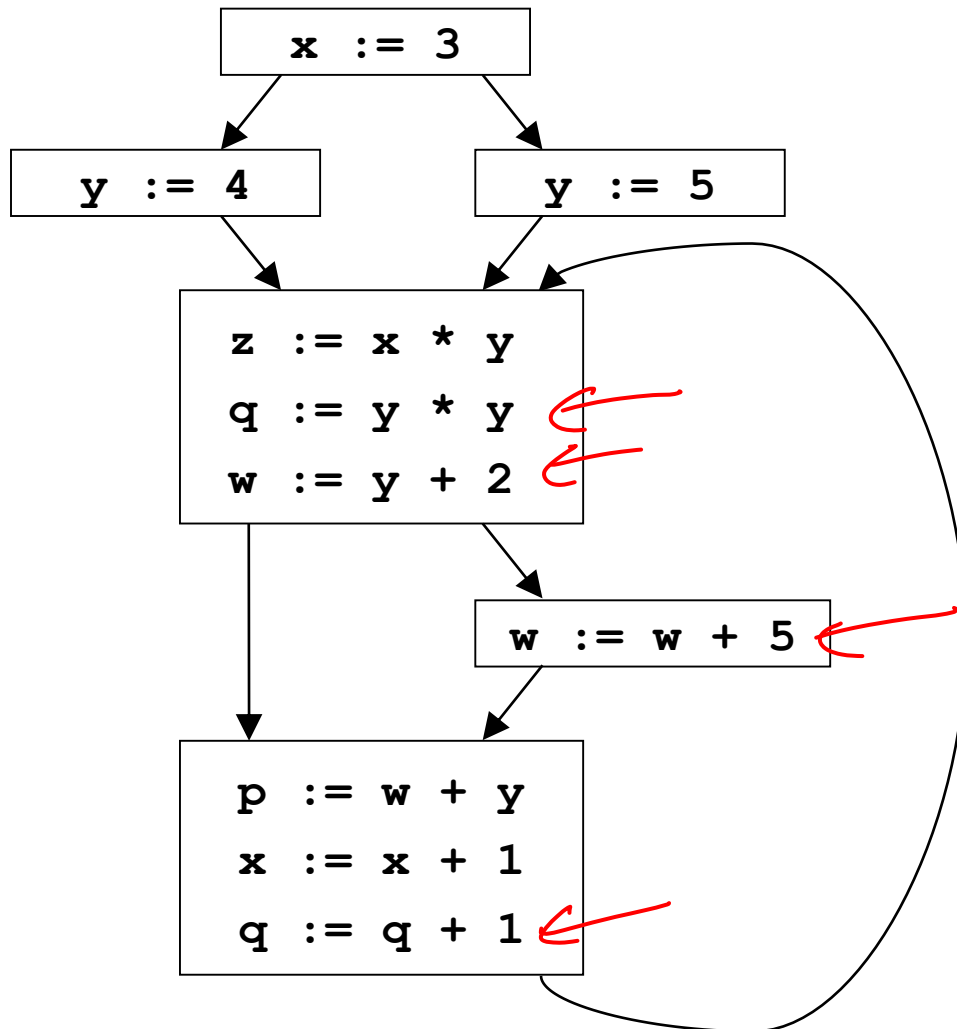 x := 3
y := 4
y := 5
z := x * y
q := y * y
w := y + 2
w := w + 5
p := w + y
x := x + 1
q := q + 1